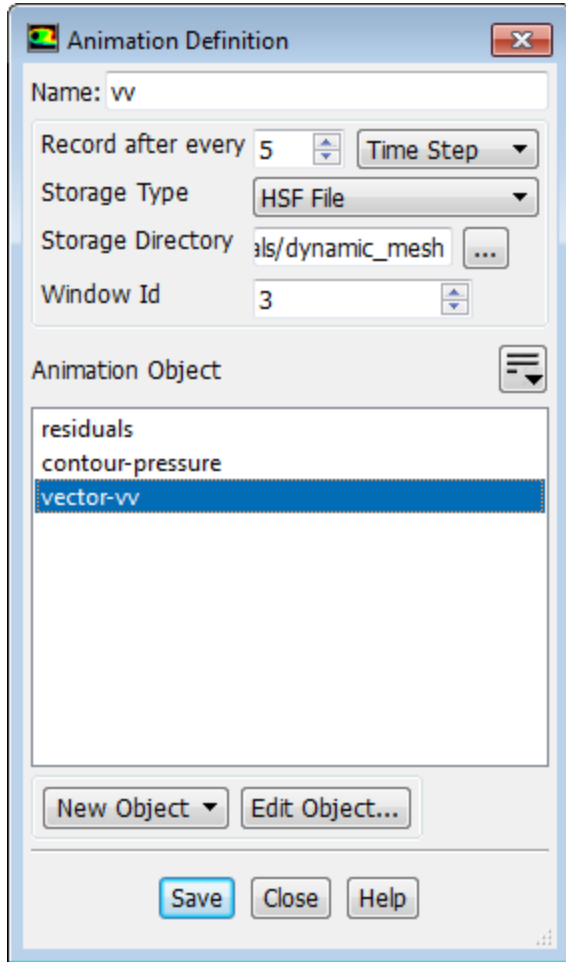 Animation Definition
Name: vv
Record after every 5 Time Step
Storage Type HSF File
Storage Directory als/dynamic_mesh ...
Window Id 3
Animation Object
residuals
contour-pressure
vector-vv
New Object Edit Object...
Save Close Help